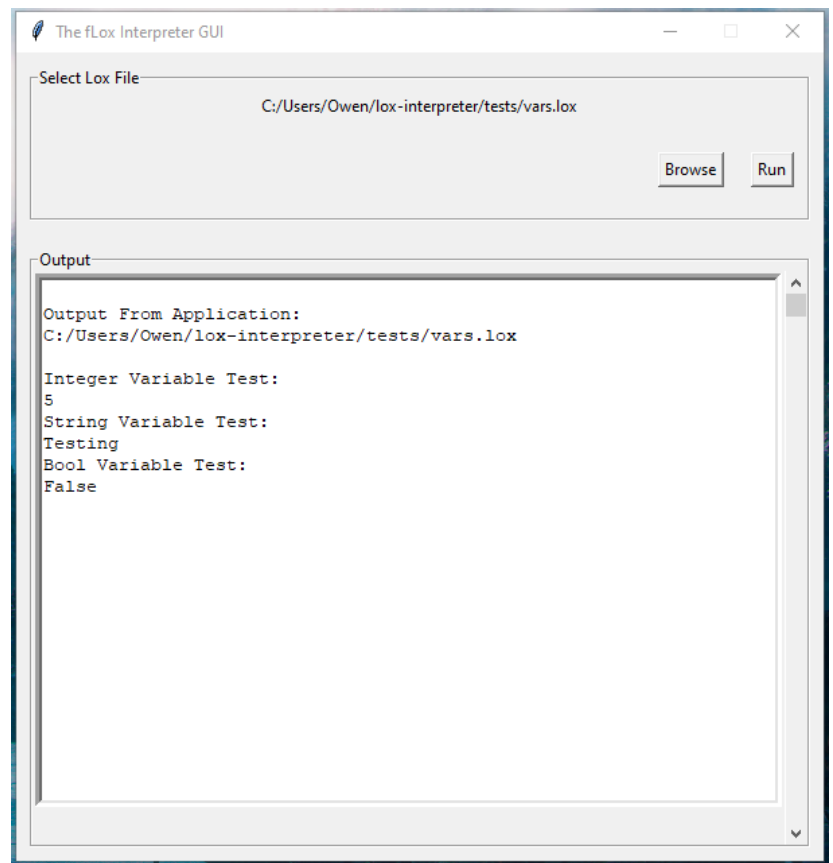 The fLox Interpreter GUI
Select Lox File
C:/Users/Owen/lox-interpreter/tests/vars.lox
Browse Run
Output
Output From Application:
C:/Users/Owen/lox-interpreter/tests/vars.lox
Integer Variable Test:
5
String Variable Test:
Testing
Bool Variable Test:
False